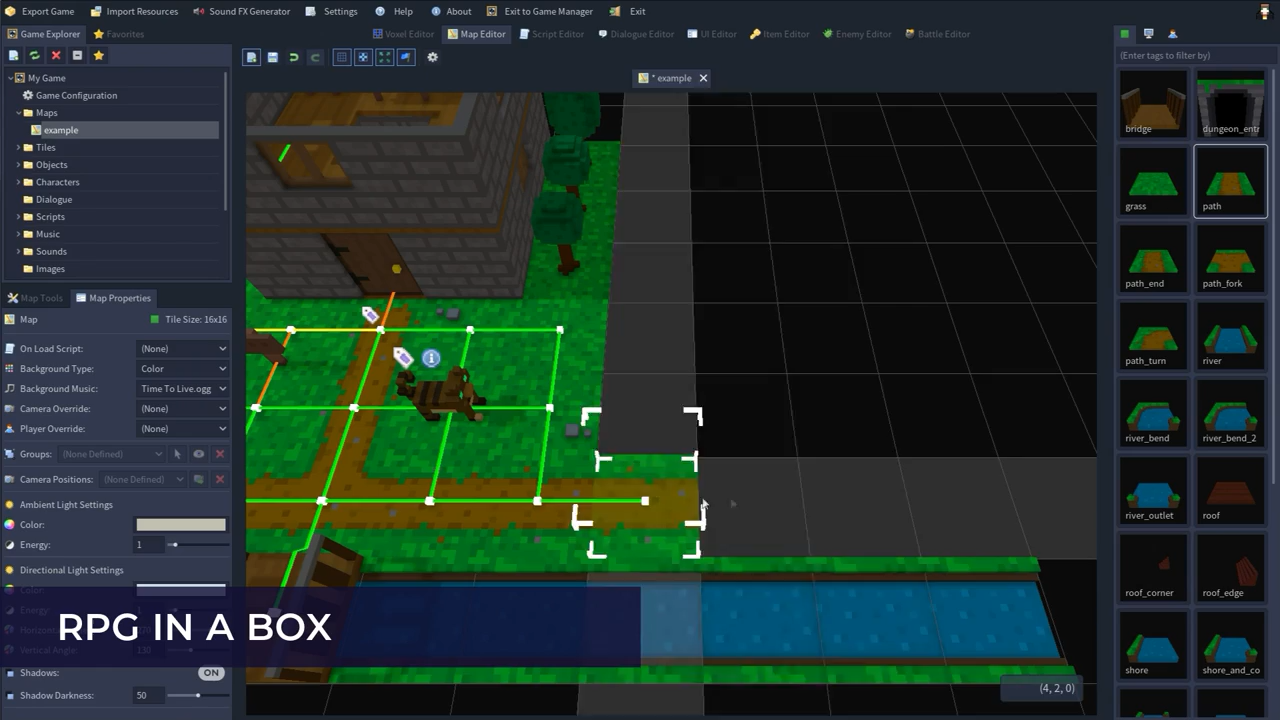 Export Game
Import Resources
Sound FX Generator
Settings
Help
About
Exit to Game Manager
Exit
Game Explorer
Favorites
Voxel Editor
Map Editor
Script Editor
Dialogue Editor
UI Editor
Item Editor
Enemy Editor
Battle Editor
* example
My Game
Game Configuration
Maps
example
Tiles
Objects
Characters
Dialogue
Scripts
Music
Sounds
Images
Map Tools
Map Properties
Map
Tile Size: 16x16
On Load Script: (None)
Background Type: Color
Background Music: Time To Live.ogg
Camera Override: (None)
Player Override: (None)
Groups: (None Defined)
Camera Positions: (None Defined)
Ambient Light Settings
Color:
Energy: 1
Directional Light Settings
Color:
Energy:
Vertical Angle: 130
RPG IN A BOX
Shadows: ON
Shadow Darkness: 50
(4, 2, 0)
(Enter tags to filter by)
bridge
dungeon_entr
grass
path
path_end
path_fork
path_turn
river
river_bend
river_bend_2
river_outlet
roof
roof_corner
roof_edge
shore
shore_and_co